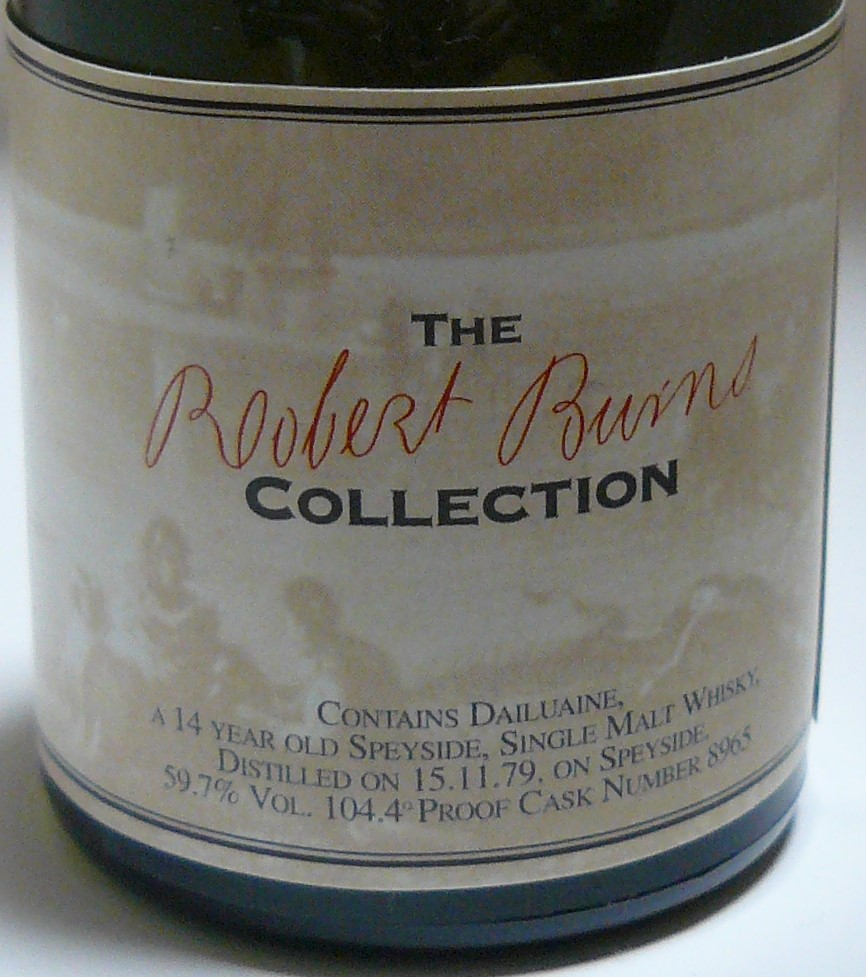 THE
Robert Burns
COLLECTION
CONTAINS DAILUAINE,
A 14 YEAR OLD SPEYSIDE, SINGLE MALT WHISKY,
DISTILLED ON 15.11.79. ON SPEYSIDE.
59.7% VOL. 104.4° PROOF CASK NUMBER 8965